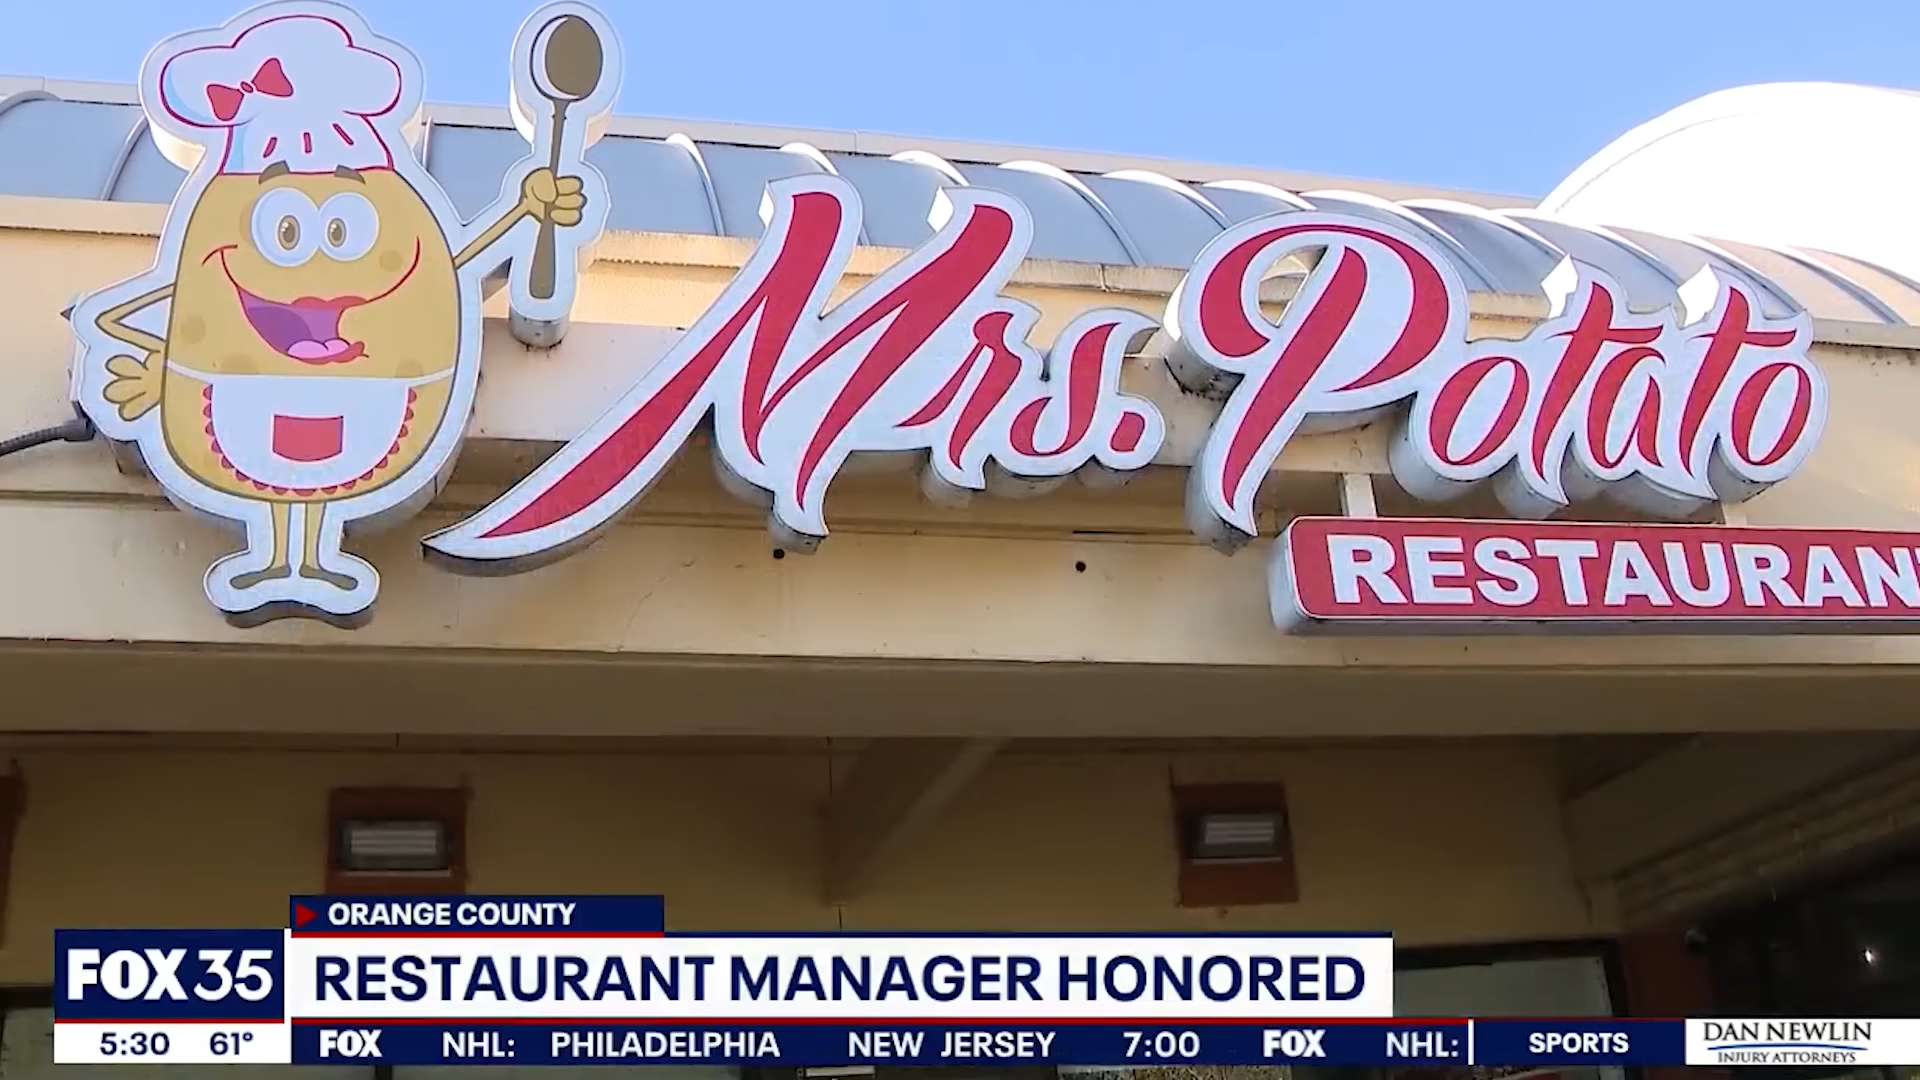 Mrs. Potato
RESTAURANT
ORANGE COUNTY
FOX 35
RESTAURANT MANAGER HONORED
5:30 61°
FOX NHL: PHILADELPHIA NEW JERSEY 7:00 FOX NHL:
SPORTS
DAN NEWLIN
INJURY ATTORNEYS